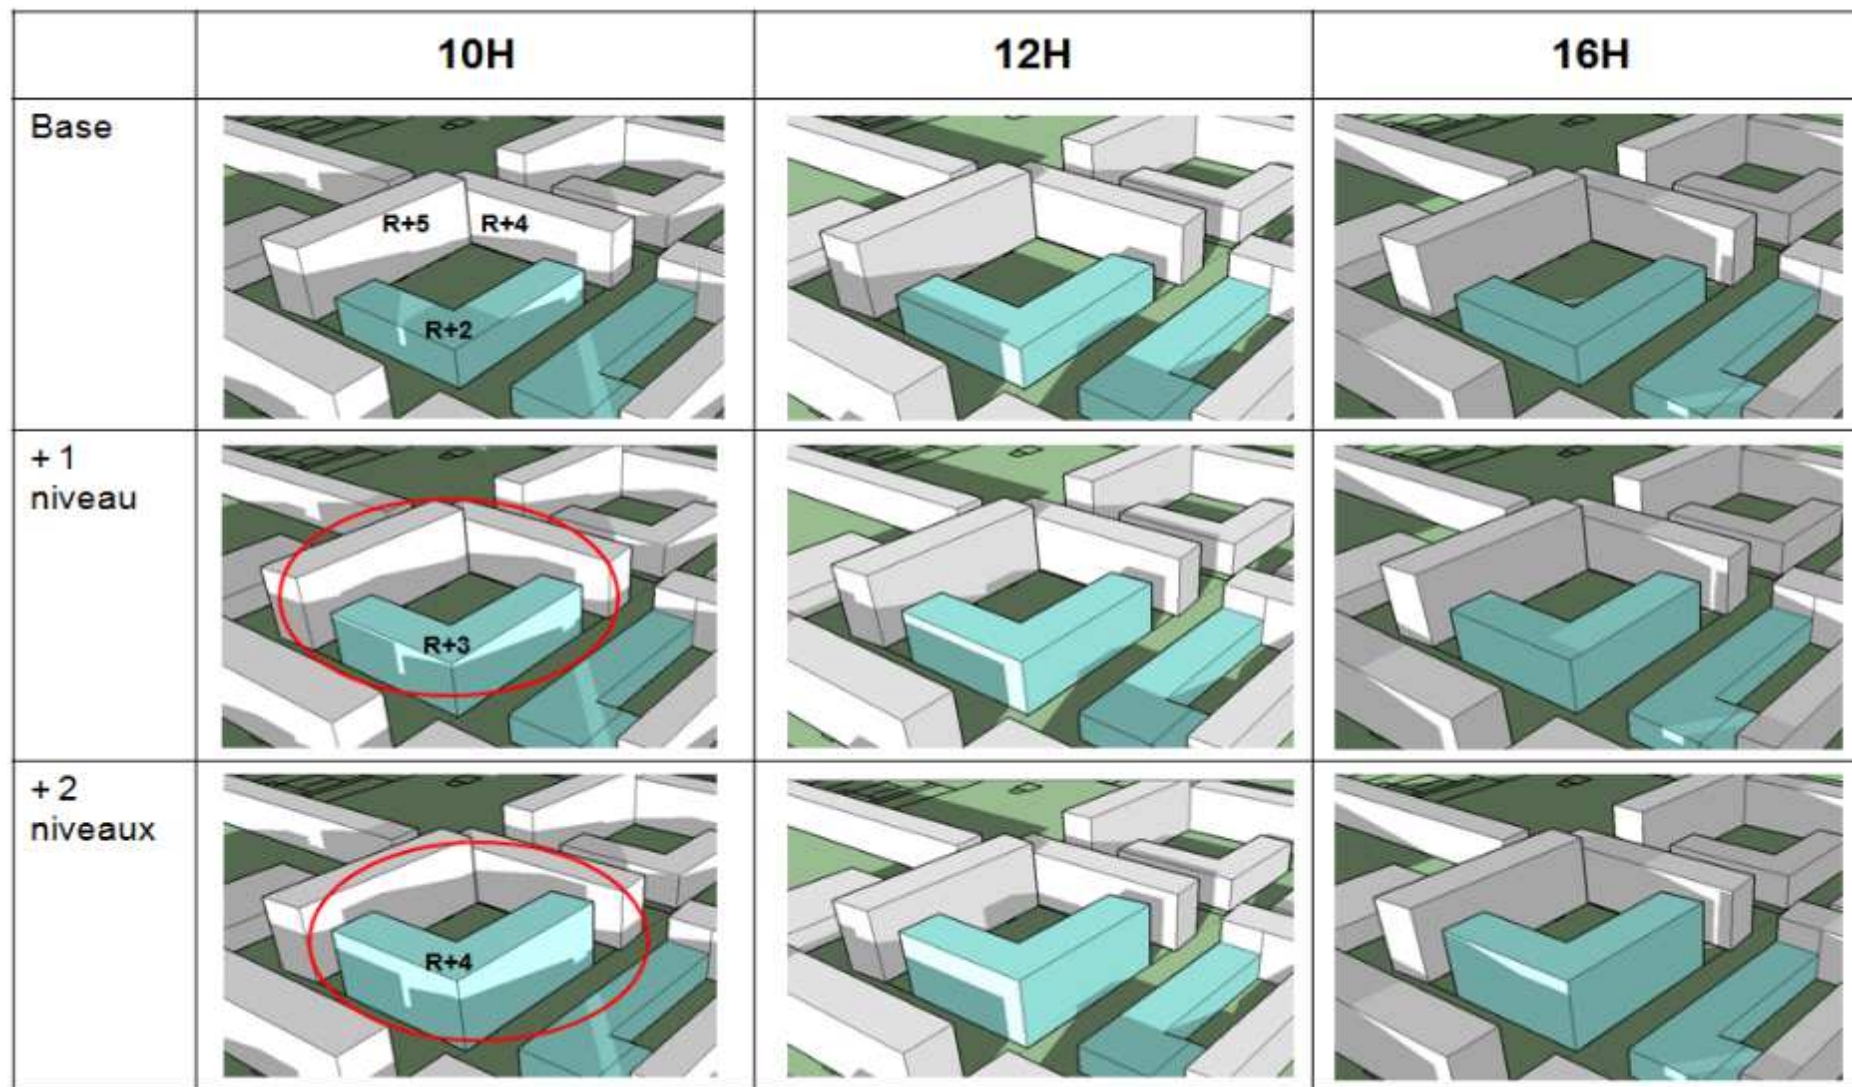 10H 12H 16H
Base
R+5 R+4
R+2
+ 1
niveau
R+3
+ 2
niveaux
R+4